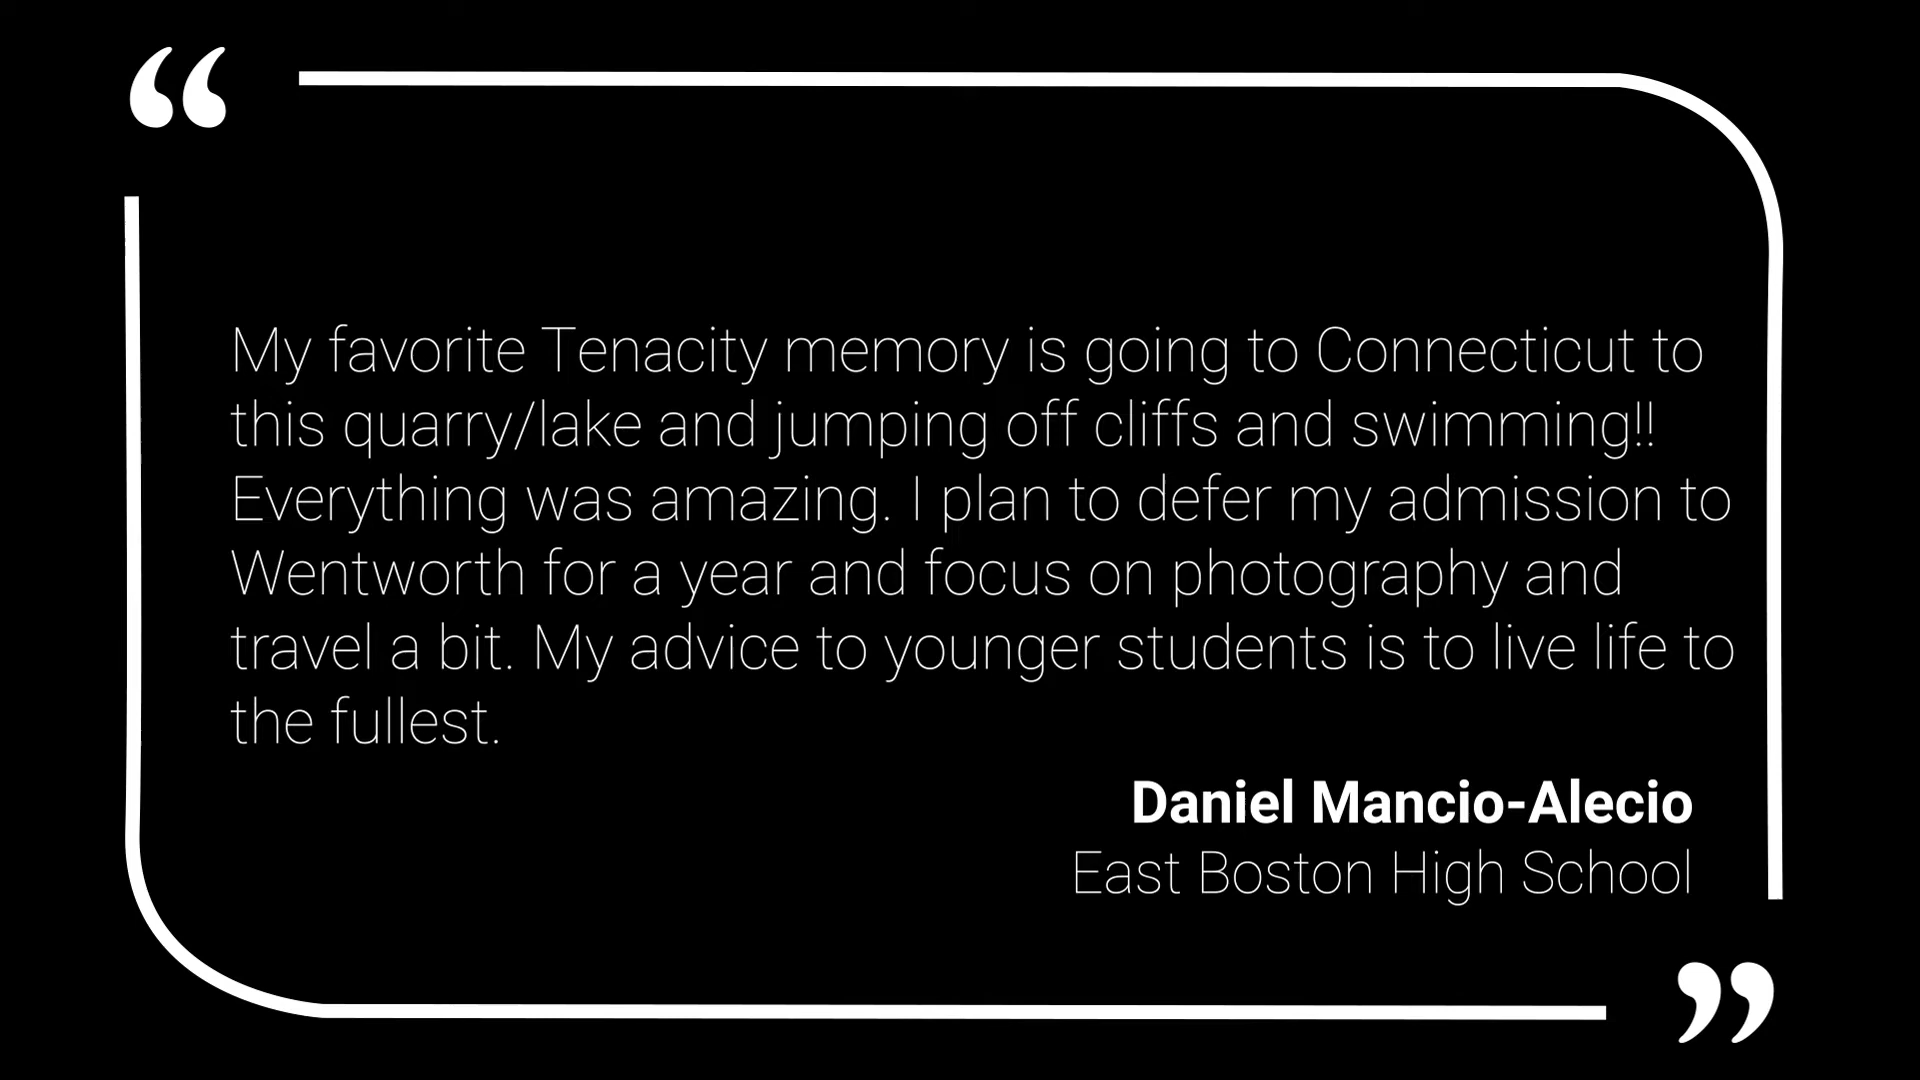 “
My favorite Tenacity memory is going to Connecticut to
this quarry/lake and jumping off cliffs and swimming!!
Everything was amazing. I plan to defer my admission to
Wentworth for a year and focus on photography and
travel a bit. My advice to younger students is to live life to
the fullest.
Daniel Mancio-Alecio
East Boston High School
”